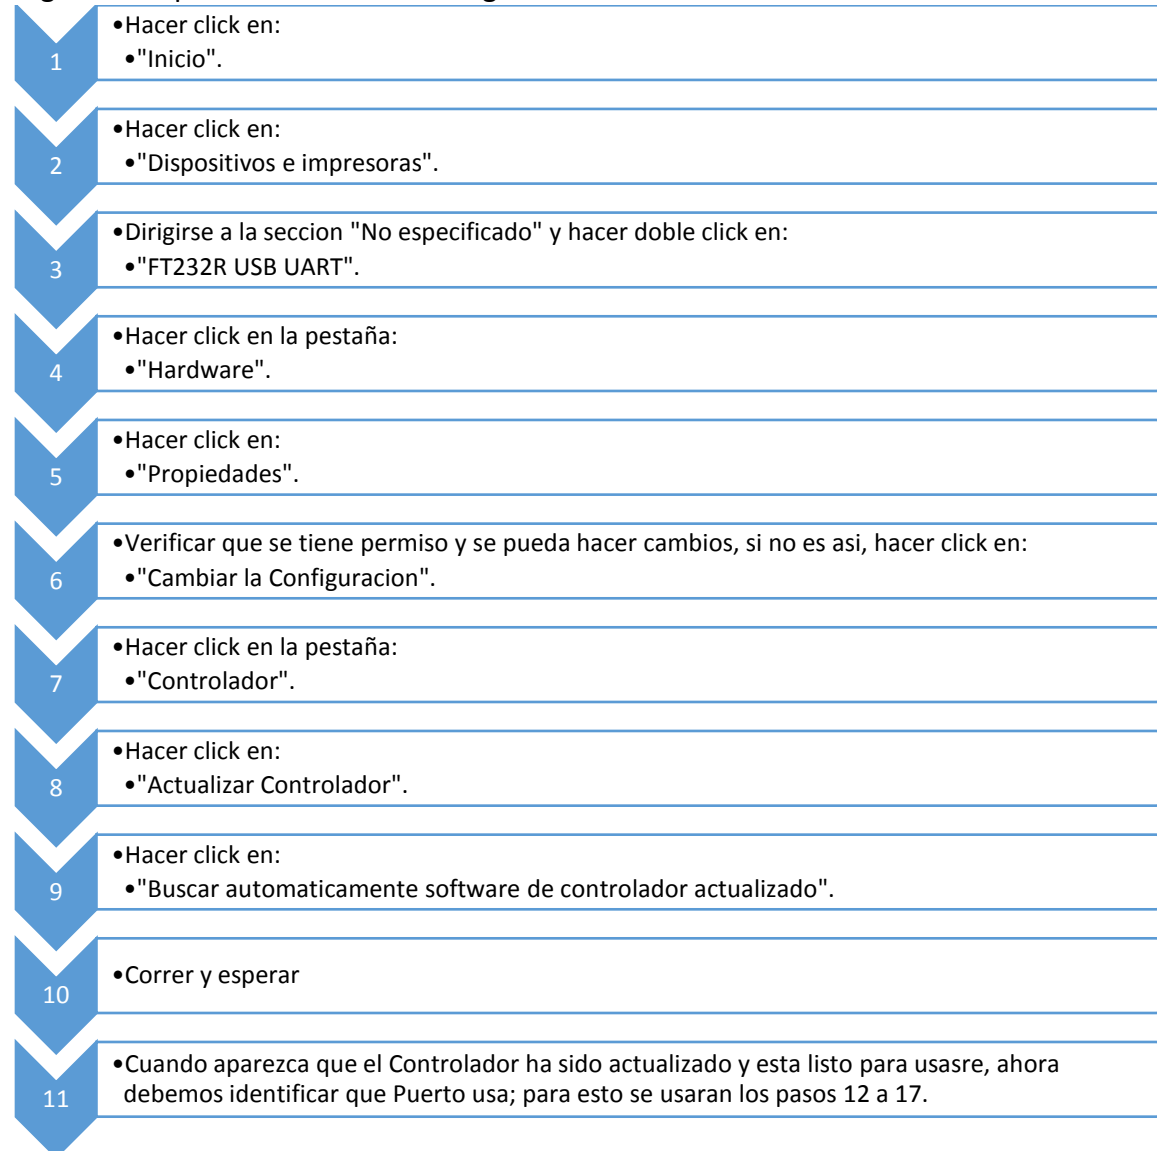 1
•Hacer click en:
•"Inicio".
2
•Hacer click en:
•"Dispositivos e impresoras".
3
•Dirigirse a la seccion "No especificado" y hacer doble click en:
•"FT232R USB UART".
4
•Hacer click en la pestaña:
•"Hardware".
5
•Hacer click en:
•"Propiedades".
6
•Verificar que se tiene permiso y se pueda hacer cambios, si no es asi, hacer click en:
•"Cambiar la Configuracion".
7
•Hacer click en la pestaña:
•"Controlador".
8
•Hacer click en:
•"Actualizar Controlador".
9
•Hacer click en:
•"Buscar automaticamente software de controlador actualizado".
10
•Correr y esperar
11
•Cuando aparezca que el Controlador ha sido actualizado y esta listo para usasre, ahora
debemos identificar que Puerto usa; para esto se usaran los pasos 12 a 17.